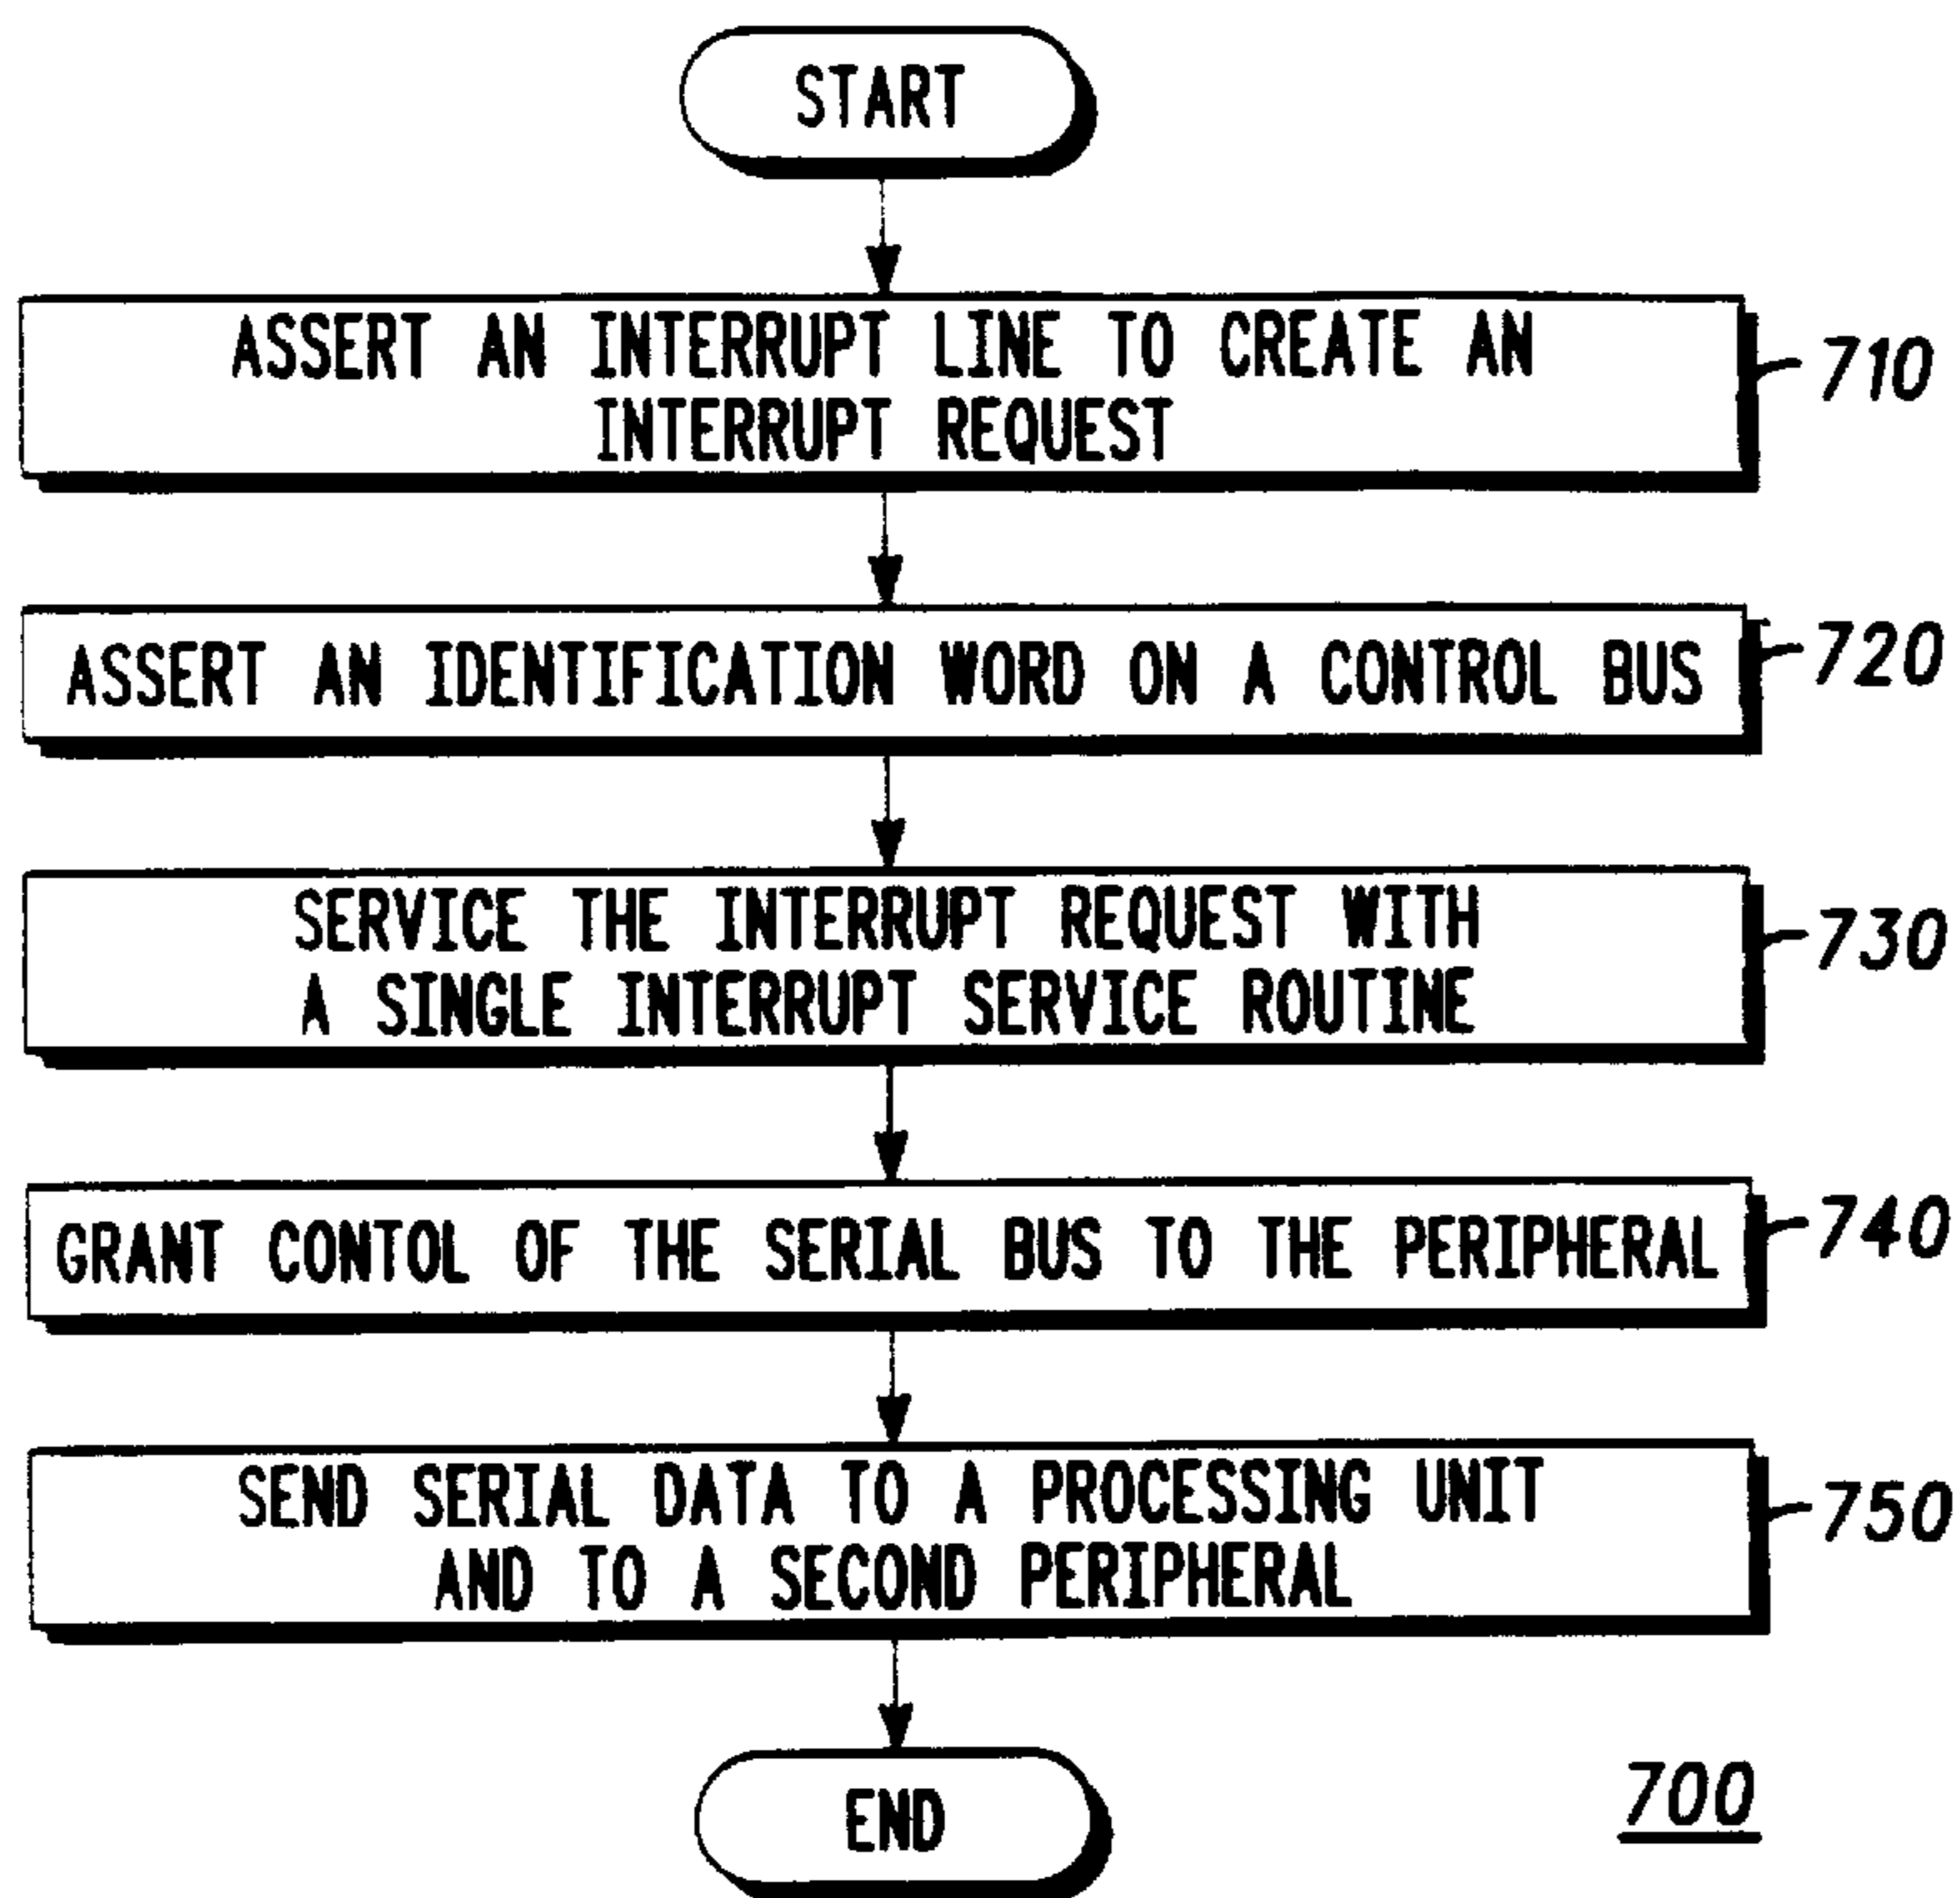 START
ASSERT AN INTERRUPT LINE TO CREATE AN
INTERRUPT REQUEST
710
ASSERT AN IDENTIFICATION WORD ON A CONTROL BUS
720
SERVICE THE INTERRUPT REQUEST WITH
A SINGLE INTERRUPT SERVICE ROUTINE
730
GRANT CONTOL OF THE SERIAL BUS TO THE PERIPHERAL
740
SEND SERIAL DATA TO A PROCESSING UNIT
AND TO A SECOND PERIPHERAL
750
END
700